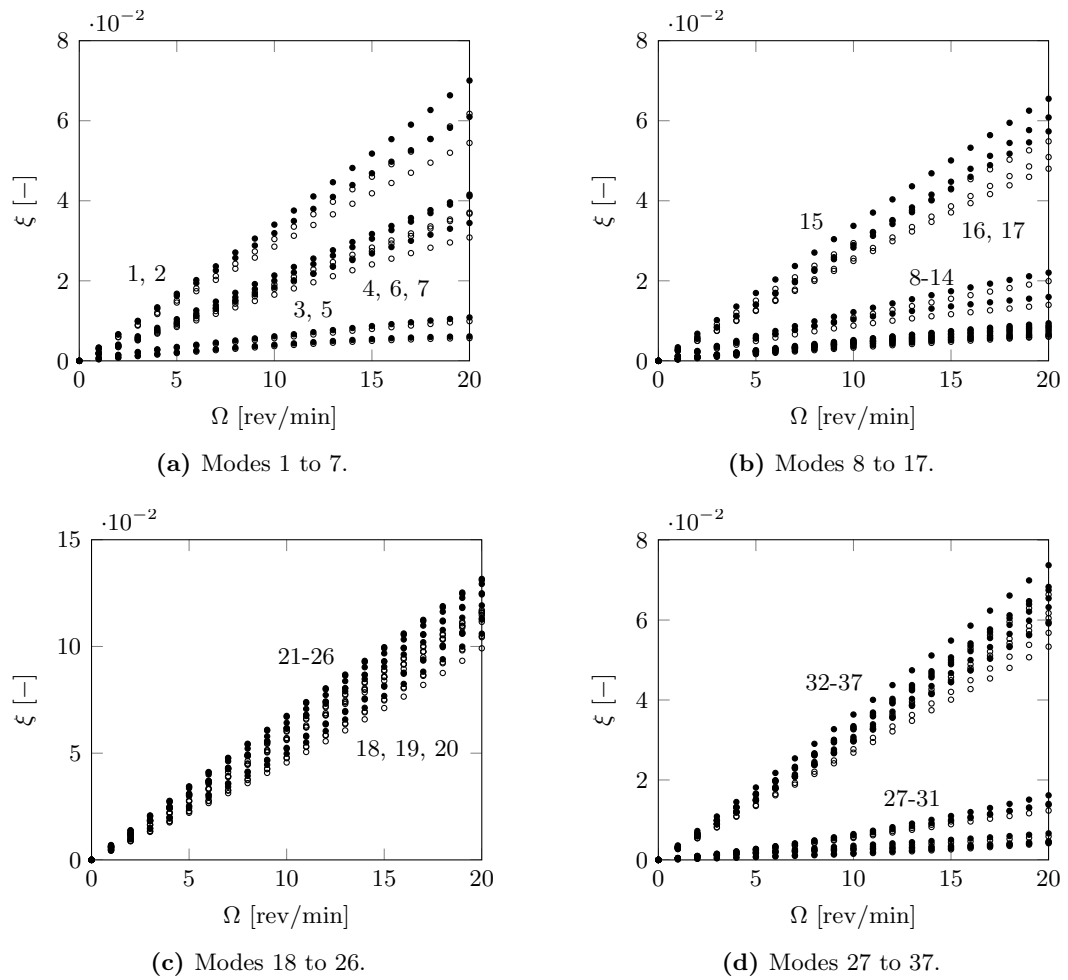 ·10⁻²
8
6
4
2
0
ξ [−]
1, 2
4, 6, 7
3, 5
0 5 10 15 20
Ω [rev/min]
(a) Modes 1 to 7.
·10⁻²
8
6
4
2
0
ξ [−]
15
16, 17
8-14
0 5 10 15 20
Ω [rev/min]
(b) Modes 8 to 17.
·10⁻²
15
10
5
0
ξ [−]
21-26
18, 19, 20
0 5 10 15 20
Ω [rev/min]
(c) Modes 18 to 26.
·10⁻²
8
6
4
2
0
ξ [−]
32-37
27-31
0 5 10 15 20
Ω [rev/min]
(d) Modes 27 to 37.